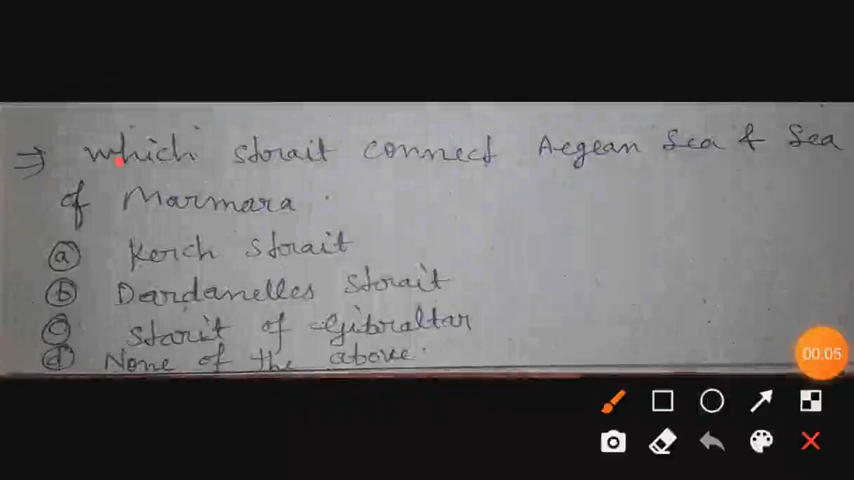 ⇒ which strait connect Aegean Sea & Sea
of Marmara.
(a) Kerch strait
(b) Dardanelles strait
(c) Starit of Gibraltar
(d) None of the above.
00:05